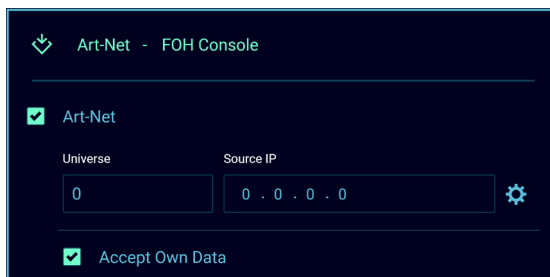 Art-Net - FOH Console
Art-Net
Universe Source IP
0 0 . 0 . 0 . 0
Accept Own Data